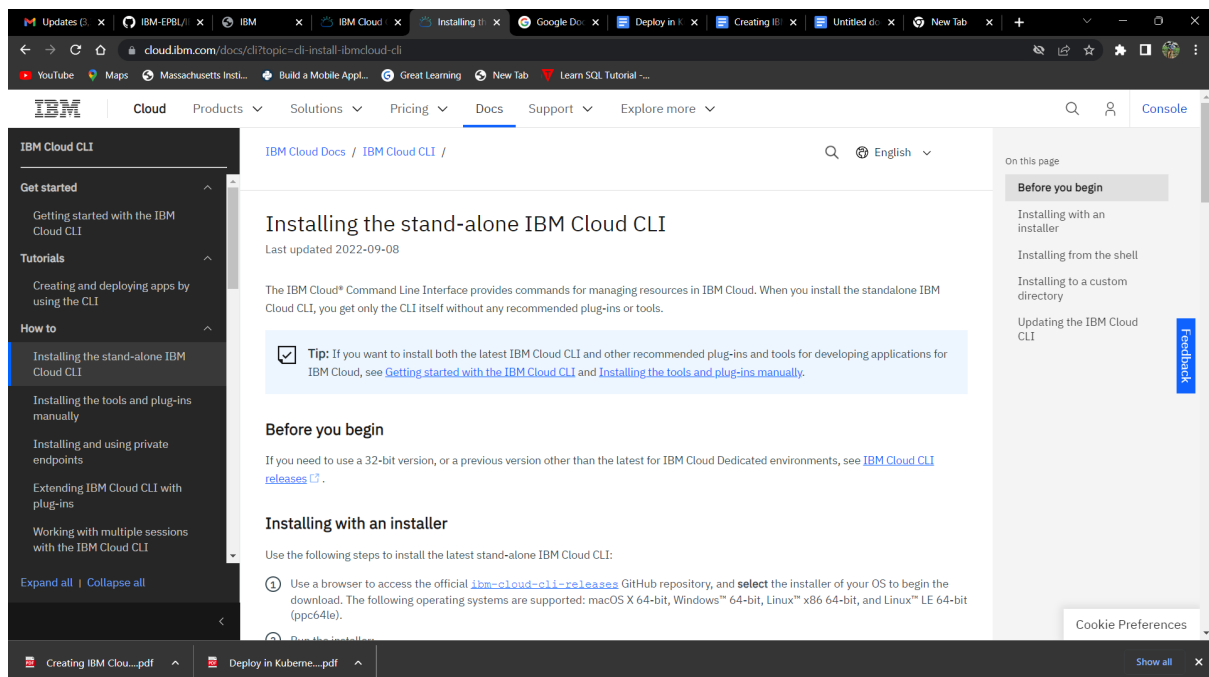 Updates (3,
IBM-EPBL/I
IBM
IBM Cloud
Installing th
Google Doc
Deploy in K
Creating IB
Untitled do
New Tab
cloud.ibm.com/docs/cli?topic=cli-install-ibmcloud-cli
YouTube
Maps
Massachusetts Insti...
Build a Mobile Appl...
Great Learning
New Tab
Learn SQL Tutorial -...
IBM
Cloud
Products
Solutions
Pricing
Docs
Support
Explore more
Console
IBM Cloud CLI
Get started
Getting started with the IBM
Cloud CLI
Tutorials
Creating and deploying apps by
using the CLI
How to
Installing the stand-alone IBM
Cloud CLI
Installing the tools and plug-ins
manually
Installing and using private
endpoints
Extending IBM Cloud CLI with
plug-ins
Working with multiple sessions
with the IBM Cloud CLI
Expand all | Collapse all
IBM Cloud Docs / IBM Cloud CLI /
English
Installing the stand-alone IBM Cloud CLI
Last updated 2022-09-08
The IBM Cloud® Command Line Interface provides commands for managing resources in IBM Cloud. When you install the standalone IBM
Cloud CLI, you get only the CLI itself without any recommended plug-ins or tools.
Tip: If you want to install both the latest IBM Cloud CLI and other recommended plug-ins and tools for developing applications for
IBM Cloud, see Getting started with the IBM Cloud CLI and Installing the tools and plug-ins manually.
Before you begin
If you need to use a 32-bit version, or a previous version other than the latest for IBM Cloud Dedicated environments, see IBM Cloud CLI
releases .
Installing with an installer
Use the following steps to install the latest stand-alone IBM Cloud CLI:
1 Use a browser to access the official ibm-cloud-cli-releases GitHub repository, and select the installer of your OS to begin the
download. The following operating systems are supported: macOS X 64-bit, Windows™ 64-bit, Linux™ x86 64-bit, and Linux™ LE 64-bit
(ppc64le).
2 Run the installer:
On this page
Before you begin
Installing with an
installer
Installing from the shell
Installing to a custom
directory
Updating the IBM Cloud
CLI
Feedback
Cookie Preferences
Creating IBM Clou....pdf
Deploy in Kuberne....pdf
Show all